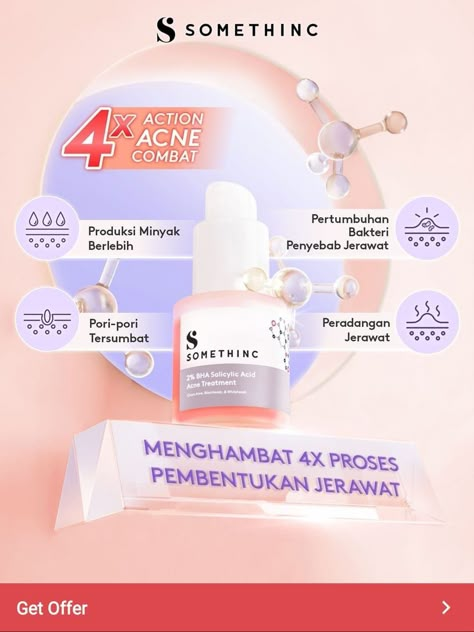 SOMETHINC
4x ACTION
ACNE
COMBAT
Produksi Minyak
Berlebih
Pertumbuhan
Bakteri
Penyebab Jerawat
Pori-pori
Tersumbat
Peradangan
Jerawat
SOMETHINC
2% BHA Salicylic Acid
Acne Treatment
MENGHAMBAT 4X PROSES
PEMBENTUKAN JERAWAT
Get Offer